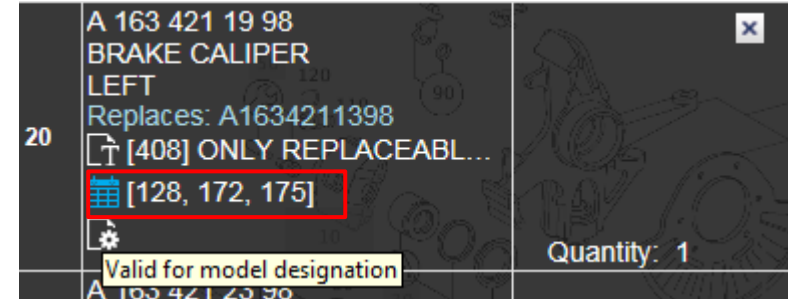 A 163 421 19 98
BRAKE CALIPER
LEFT
Replaces: A1634211398
20
[408] ONLY REPLACEABL...
[128, 172, 175]
Quantity: 1
Valid for model designation
A 163 421 23 98
120
90
10